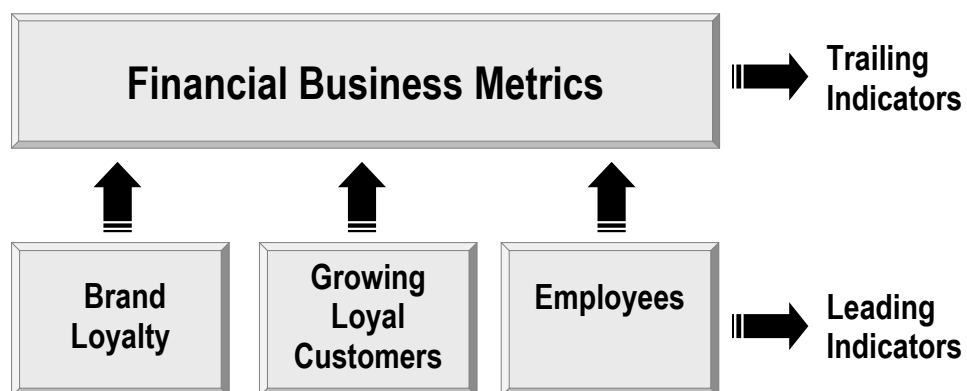 Financial Business Metrics
Trailing
Indicators
Brand
Loyalty
Growing
Loyal
Customers
Employees
Leading
Indicators